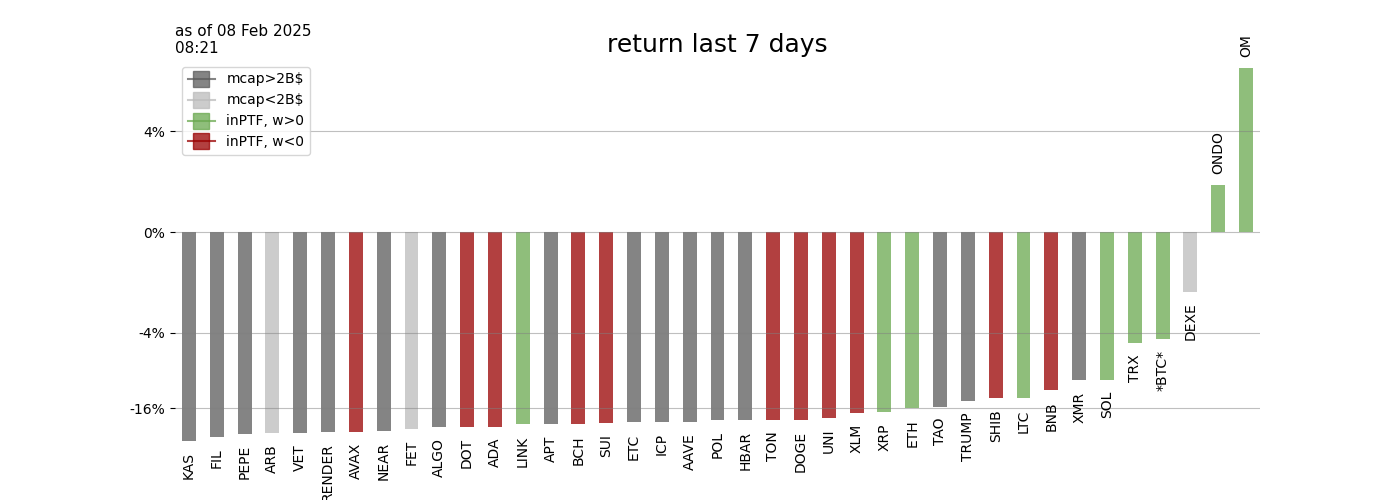 as of 08 Feb 2025
08:21
return last 7 days
mcap>2B$
mcap<2B$
inPTF, w>0
inPTF, w<0
4%
0%
-4%
-16%
KAS
FIL
PEPE
ARB
VET
RENDER
AVAX
NEAR
FET
ALGO
DOT
ADA
LINK
APT
BCH
SUI
ETC
ICP
AAVE
POL
HBAR
TON
DOGE
UNI
XLM
XRP
ETH
TAO
TRUMP
SHIB
LTC
BNB
XMR
SOL
TRX
*BTC*
DEXE
ONDO
OM